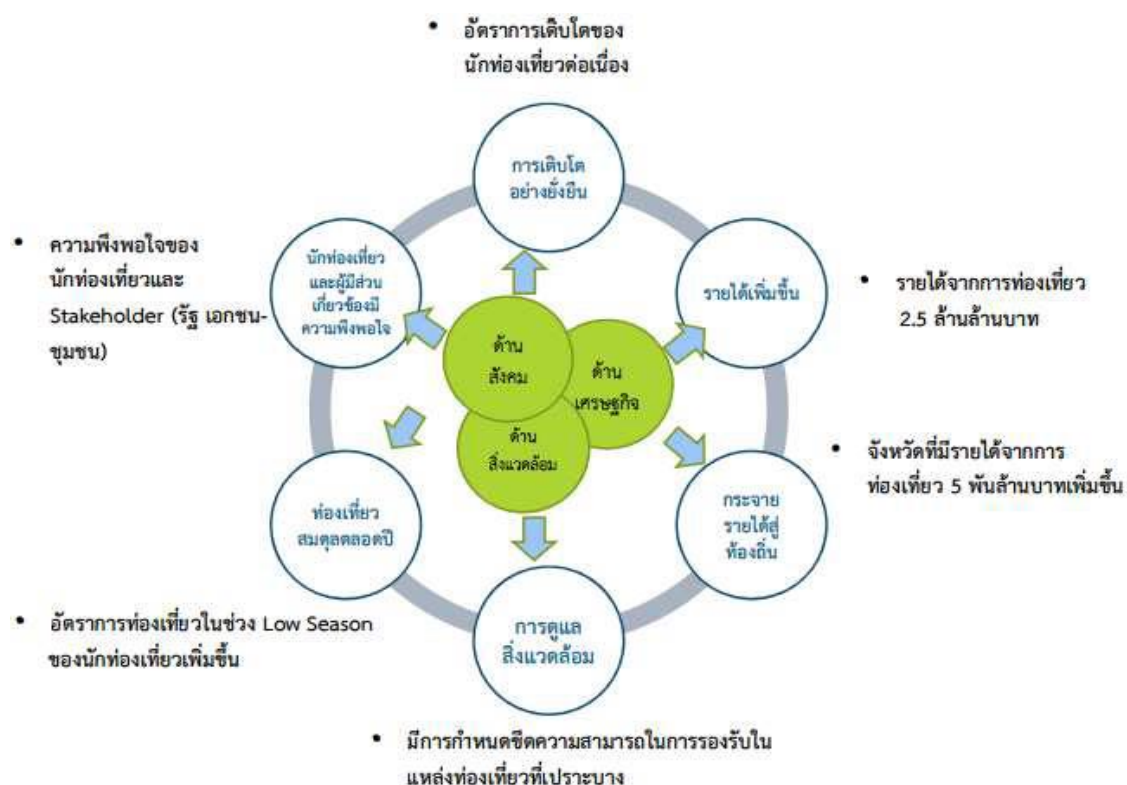 • อัตราการเติบโตของ
นักท่องเที่ยวต่อเนื่อง
การเติบโต
อย่างยั่งยืน
• ความพึงพอใจของ
นักท่องเที่ยวและ
Stakeholder (รัฐ เอกชน-
ชุมชน)
นักท่องเที่ยว
และผู้มีส่วน
เกี่ยวข้องมี
ความพึงพอใจ
รายได้เพิ่มขึ้น
• รายได้จากการท่องเที่ยว
2.5 ล้านล้านบาท
ด้าน
สังคม
ด้าน
เศรษฐกิจ
ด้าน
สิ่งแวดล้อม
• จังหวัดที่มีรายได้จากการ
ท่องเที่ยว 5 พันล้านบาทเพิ่มขึ้น
ท่องเที่ยว
สมดุลตลอดปี
กระจาย
รายได้สู่
ท้องถิ่น
• อัตราการท่องเที่ยวในช่วง Low Season
ของนักท่องเที่ยวเพิ่มขึ้น
การดูแล
สิ่งแวดล้อม
• มีการกำหนดขีดความสามารถในการรองรับใน
แหล่งท่องเที่ยวที่เปราะบาง